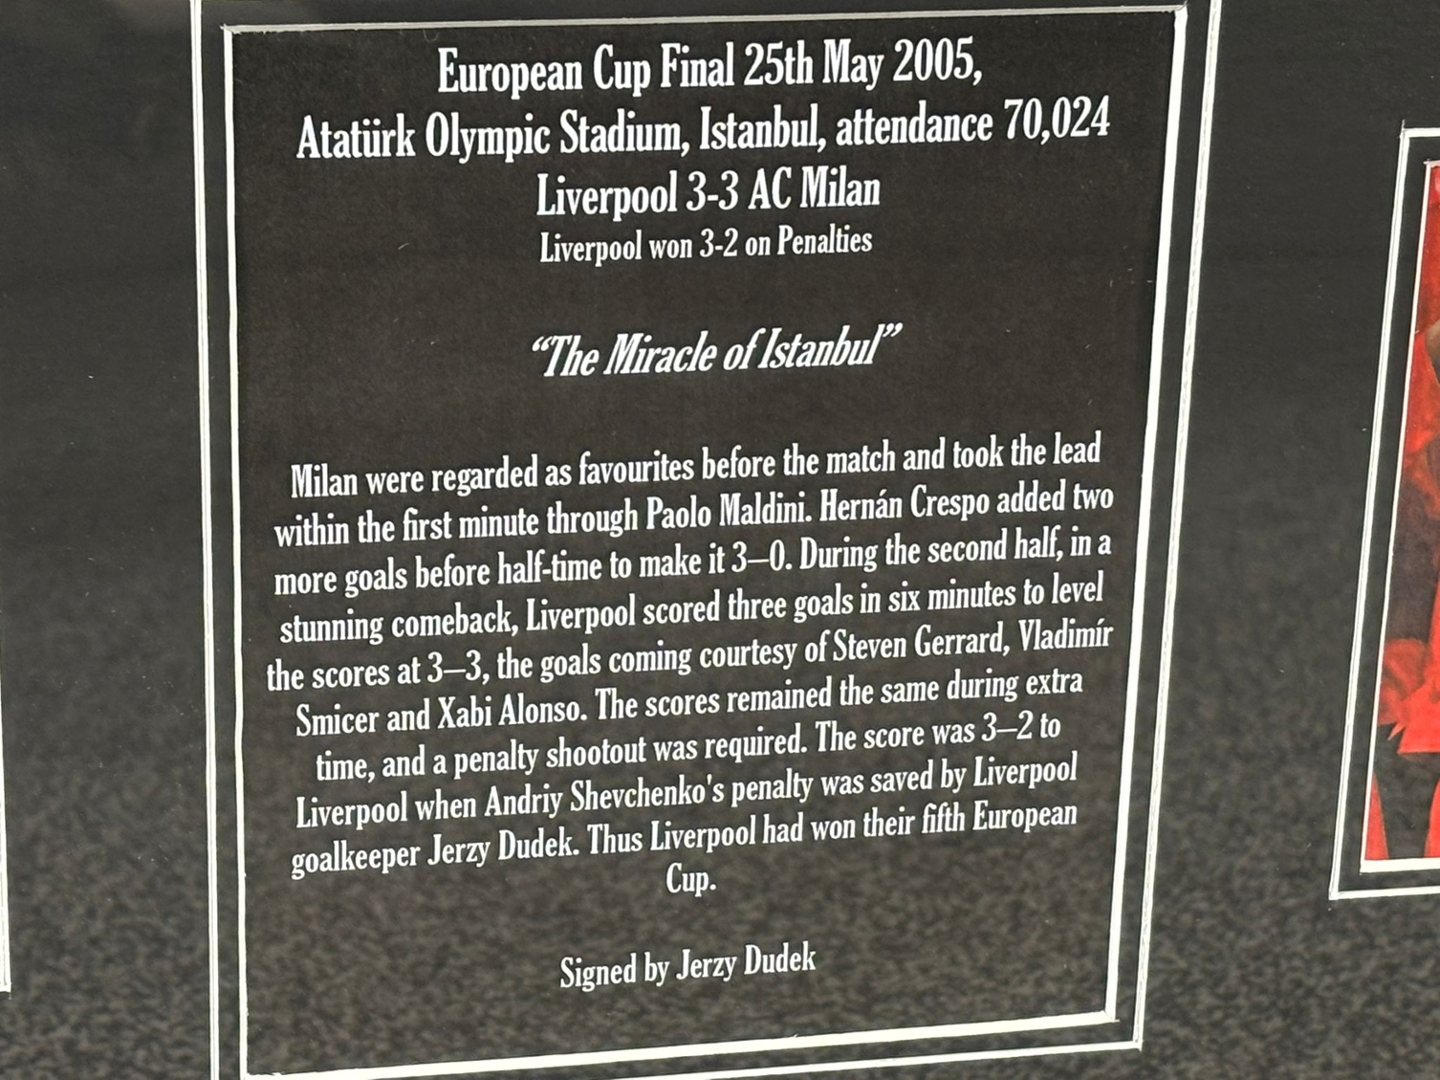 European Cup Final 25th May 2005,
Atatürk Olympic Stadium, Istanbul, attendance 70,024
Liverpool 3-3 AC Milan
Liverpool won 3-2 on Penalties
“The Miracle of Istanbul”
Milan were regarded as favourites before the match and took the lead
within the first minute through Paolo Maldini. Hernán Crespo added two
more goals before half-time to make it 3–0. During the second half, in a
stunning comeback, Liverpool scored three goals in six minutes to level
the scores at 3–3, the goals coming courtesy of Steven Gerrard, Vladimír
Smicer and Xabi Alonso. The scores remained the same during extra
time, and a penalty shootout was required. The score was 3–2 to
Liverpool when Andriy Shevchenko's penalty was saved by Liverpool
goalkeeper Jerzy Dudek. Thus Liverpool had won their fifth European
Cup.
Signed by Jerzy Dudek